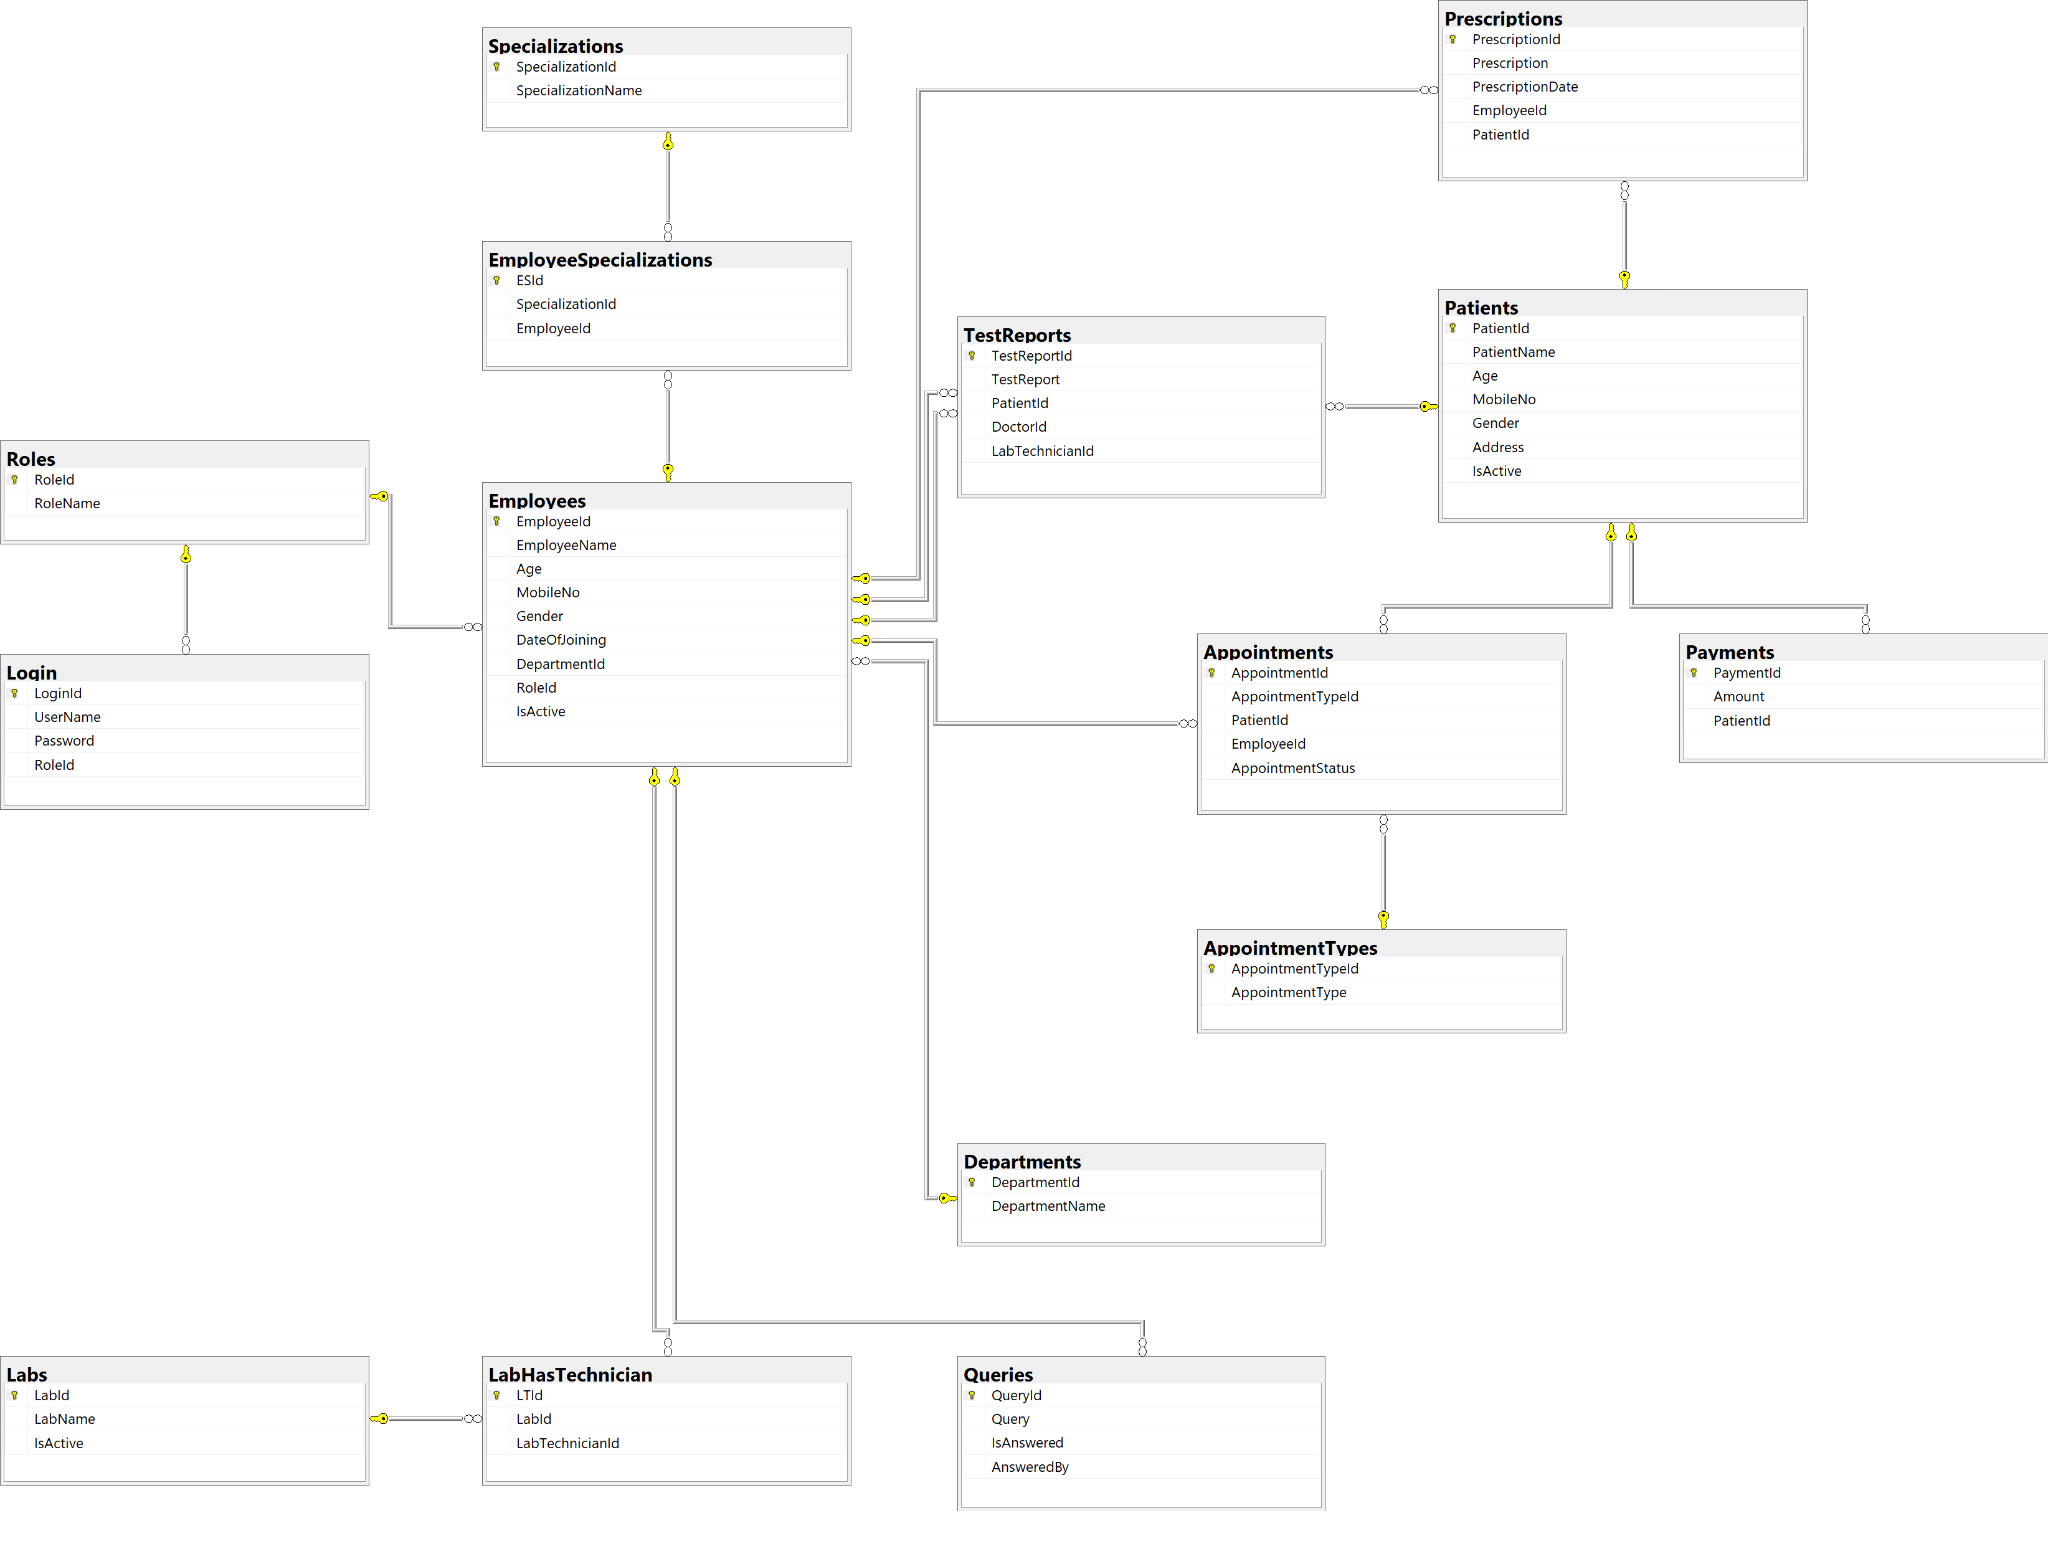 Prescriptions
PrescriptionId
Prescription
PrescriptionDate
EmployeeId
PatientId
Specializations
SpecializationId
SpecializationName
EmployeeSpecializations
ESId
SpecializationId
EmployeeId
Patients
PatientId
PatientName
Age
MobileNo
Gender
Address
IsActive
TestReports
TestReportId
TestReport
PatientId
DoctorId
LabTechnicianId
Roles
RoleId
RoleName
Employees
EmployeeId
EmployeeName
Age
MobileNo
Gender
DateOfJoining
DepartmentId
RoleId
IsActive
Login
LoginId
UserName
Password
RoleId
Appointments
AppointmentId
AppointmentTypeId
PatientId
EmployeeId
AppointmentStatus
Payments
PaymentId
Amount
PatientId
AppointmentTypes
AppointmentTypeId
AppointmentType
Departments
DepartmentId
DepartmentName
Labs
LabId
LabName
IsActive
LabHasTechnician
LTId
LabId
LabTechnicianId
Queries
QueryId
Query
IsAnswered
AnsweredBy